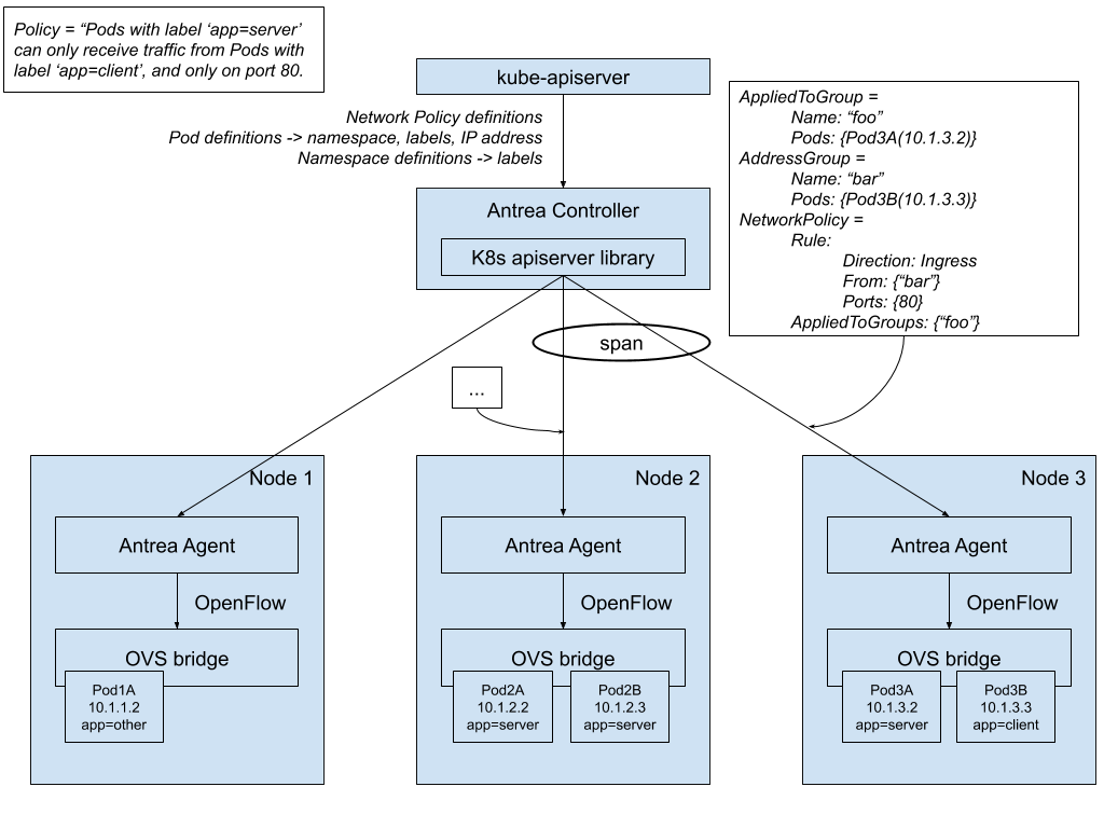 Policy = “Pods with label ‘app=server’
can only receive traffic from Pods with
label ‘app=client’, and only on port 80.
kube-apiserver
Network Policy definitions
Pod definitions -> namespace, labels, IP address
Namespace definitions -> labels
AppliedToGroup =
Name: “foo”
Pods: {Pod3A(10.1.3.2)}
AddressGroup =
Name: “bar”
Pods: {Pod3B(10.1.3.3)}
NetworkPolicy =
Rule:
Direction: Ingress
From: {“bar”}
Ports: {80}
AppliedToGroups: {“foo”}
Antrea Controller
K8s apiserver library
span
...
Node 1
Antrea Agent
OpenFlow
OVS bridge
Pod1A
10.1.1.2
app=other
Node 2
Antrea Agent
OpenFlow
OVS bridge
Pod2A
10.1.2.2
app=server
Pod2B
10.1.2.3
app=server
Node 3
Antrea Agent
OpenFlow
OVS bridge
Pod3A
10.1.3.2
app=server
Pod3B
10.1.3.3
app=client